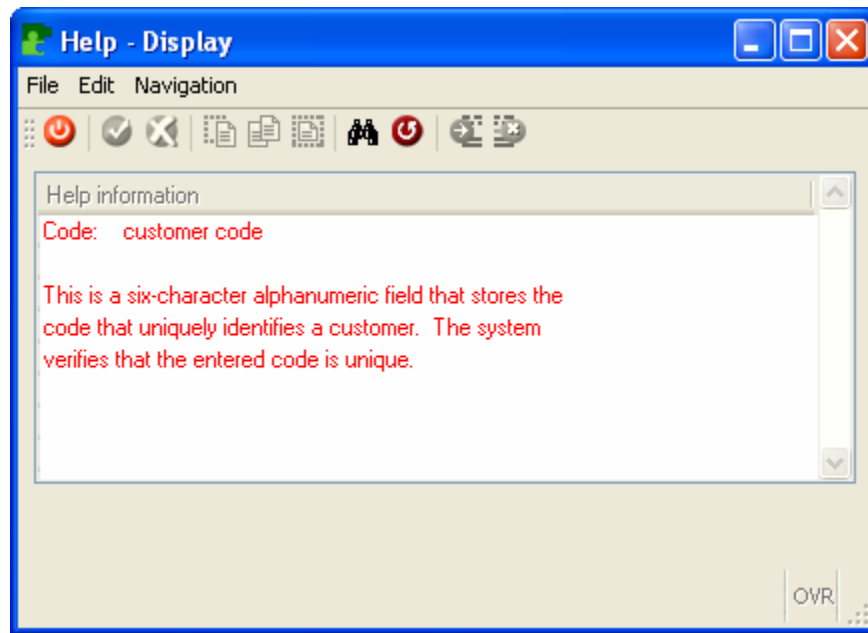 Help - Display
File Edit Navigation
Help information
Code: customer code
This is a six-character alphanumeric field that stores the
code that uniquely identifies a customer. The system
verifies that the entered code is unique.
OVR